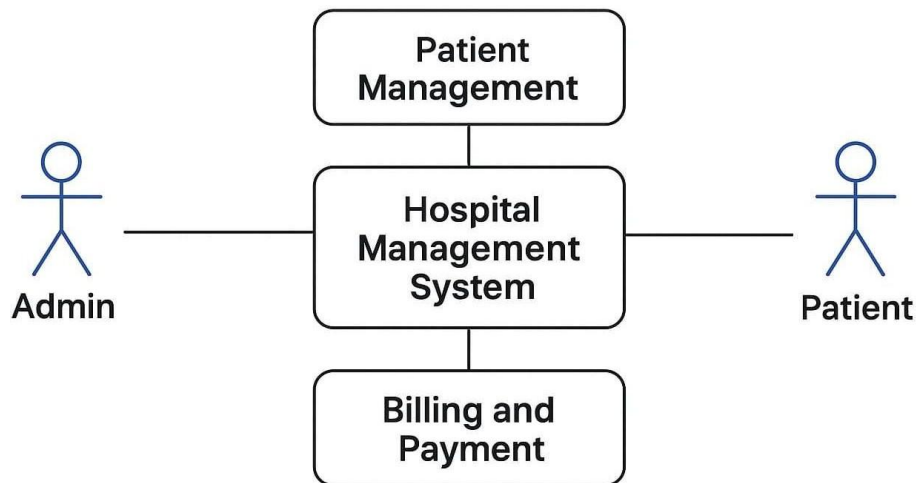 Patient
Management
Hospital
Management
System
Admin
Patient
Billing and
Payment